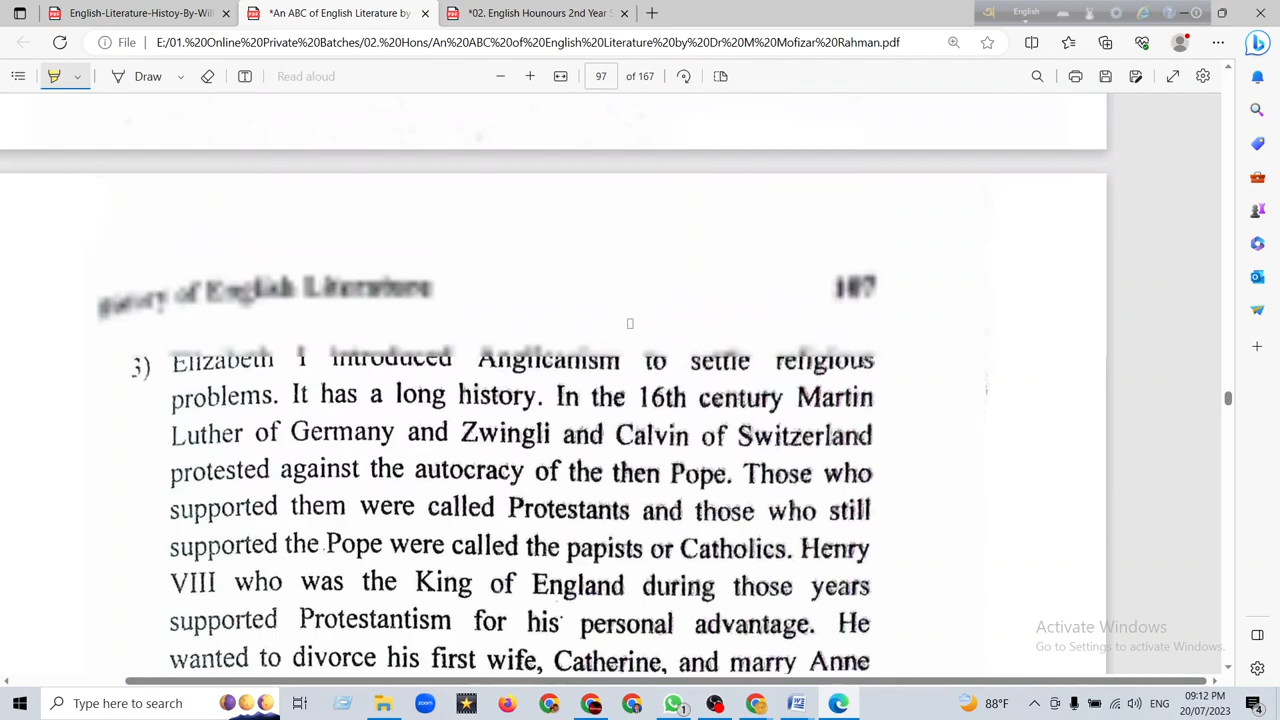 English-Literature-Histoy-By-Wil
*An ABC of English Literature by
*02. English Hounours 2nd Year S
English
File
E:/01.%20Online%20Private%20Batches/02.%20Hons/An%20ABC%20of%20English%20Literature%20by%20Dr%20M%20Mofizar%20Rahman.pdf
Draw
Read aloud
97 of 167
of English Literature
107
3) Elizabeth I introduced Anglicanism to settle religious
problems. It has a long history. In the 16th century Martin
Luther of Germany and Zwingli and Calvin of Switzerland
protested against the autocracy of the then Pope. Those who
supported them were called Protestants and those who still
supported the Pope were called the papists or Catholics. Henry
VIII who was the King of England during those years
supported Protestantism for his personal advantage. He
wanted to divorce his first wife, Catherine, and marry Anne
Activate Windows
Go to Settings to activate Windows.
Type here to search
zoom
1
88°F
ENG
09:12 PM
20/07/2023
4